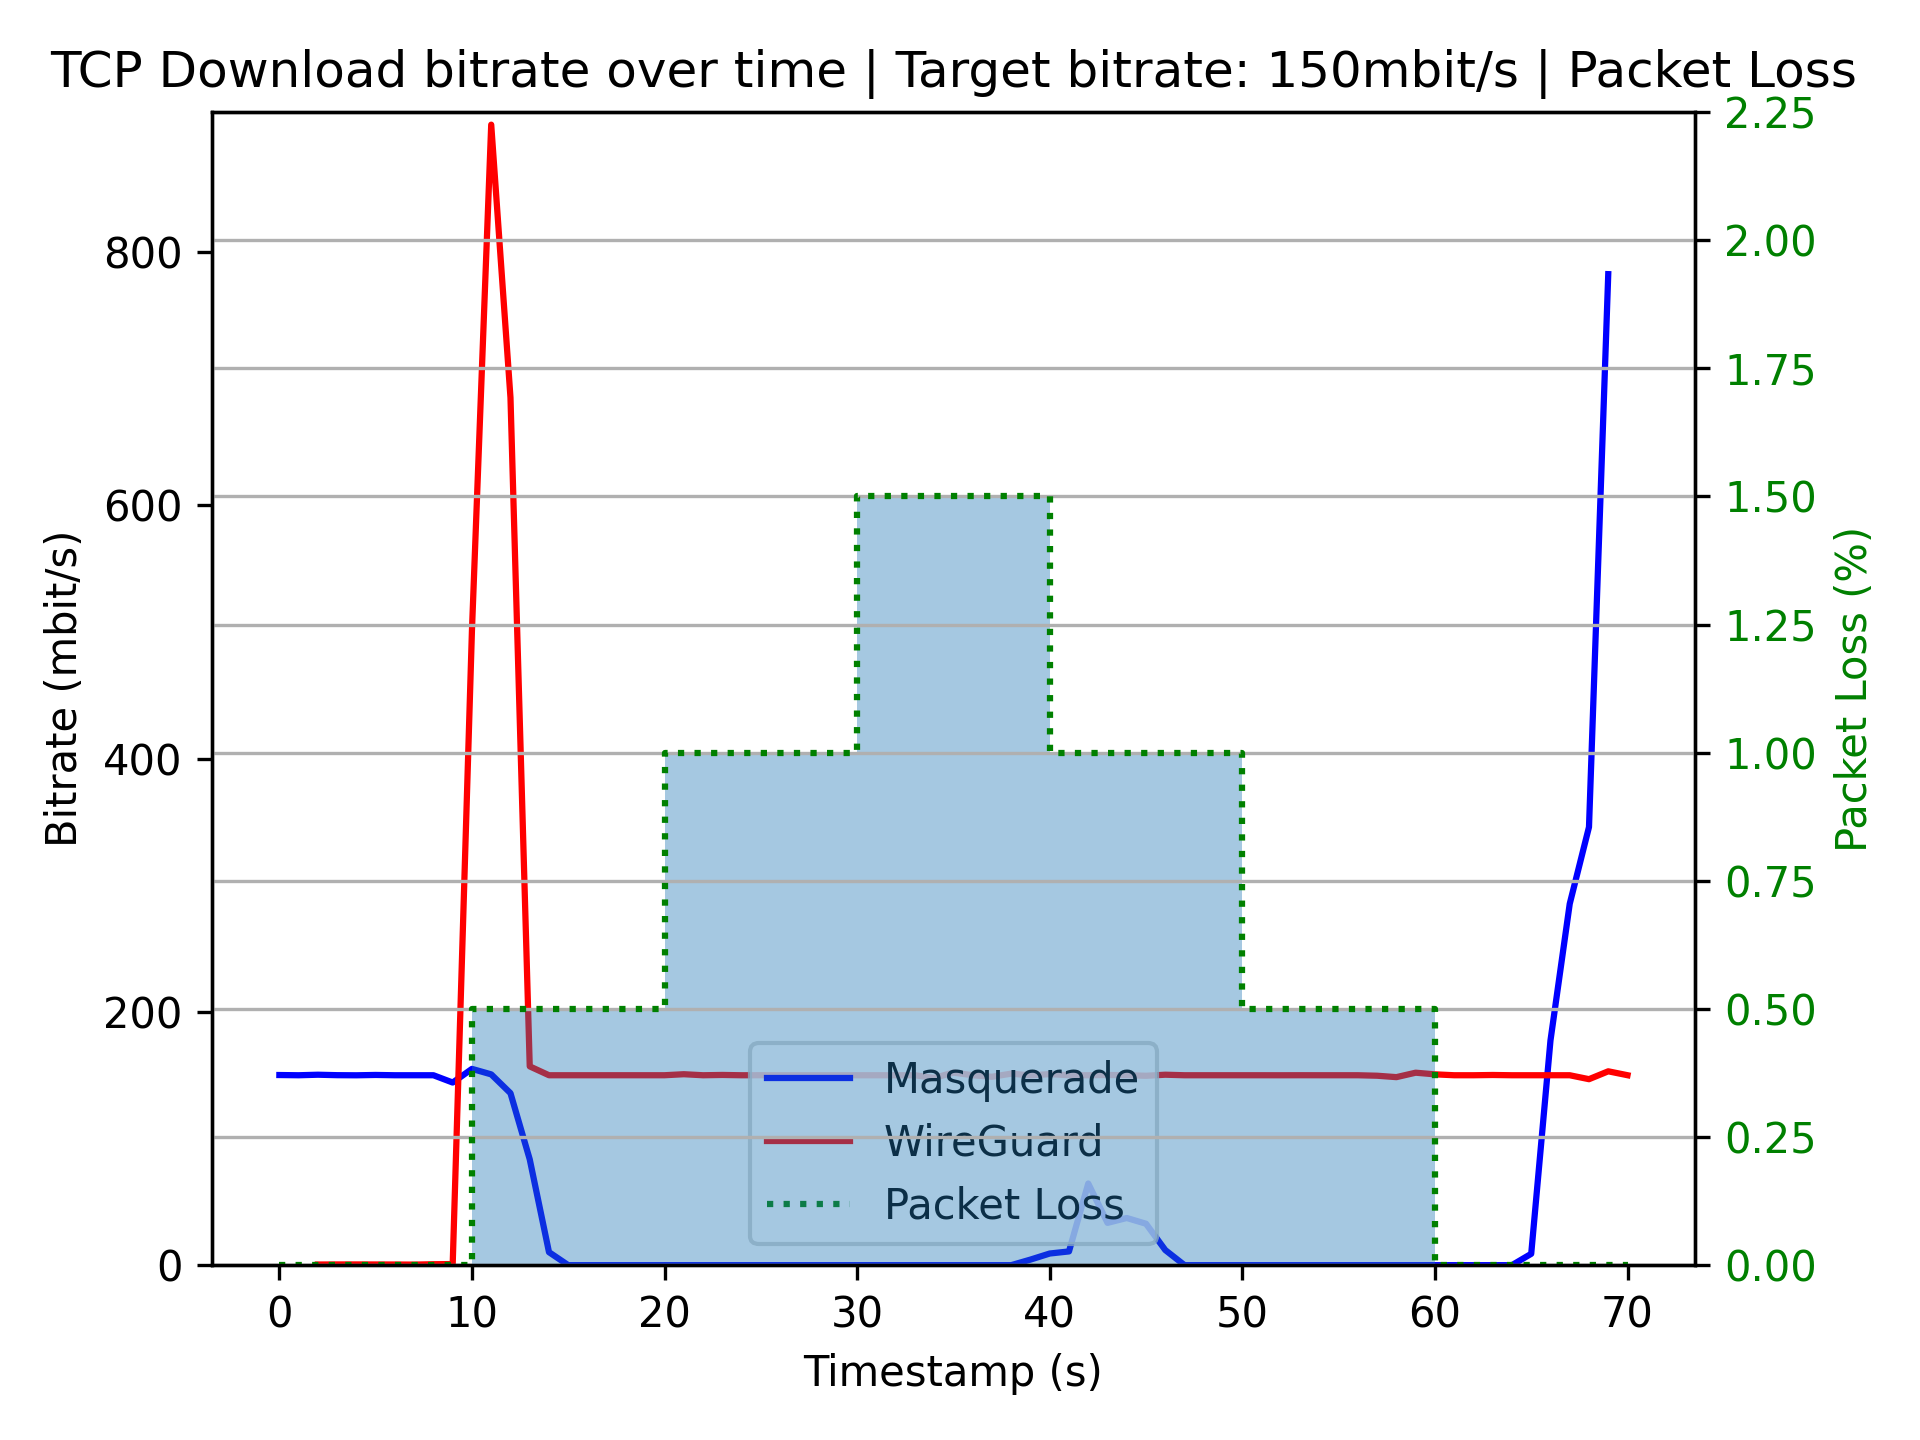 TCP Download bitrate over time | Target bitrate: 150mbit/s | Packet Loss
Bitrate (mbit/s)
800
600
400
200
0
2.25
2.00
1.75
1.50
1.25
1.00
0.75
0.50
0.25
0.00
Packet Loss (%)
Masquerade
WireGuard
Packet Loss
0 10 20 30 40 50 60 70
Timestamp (s)